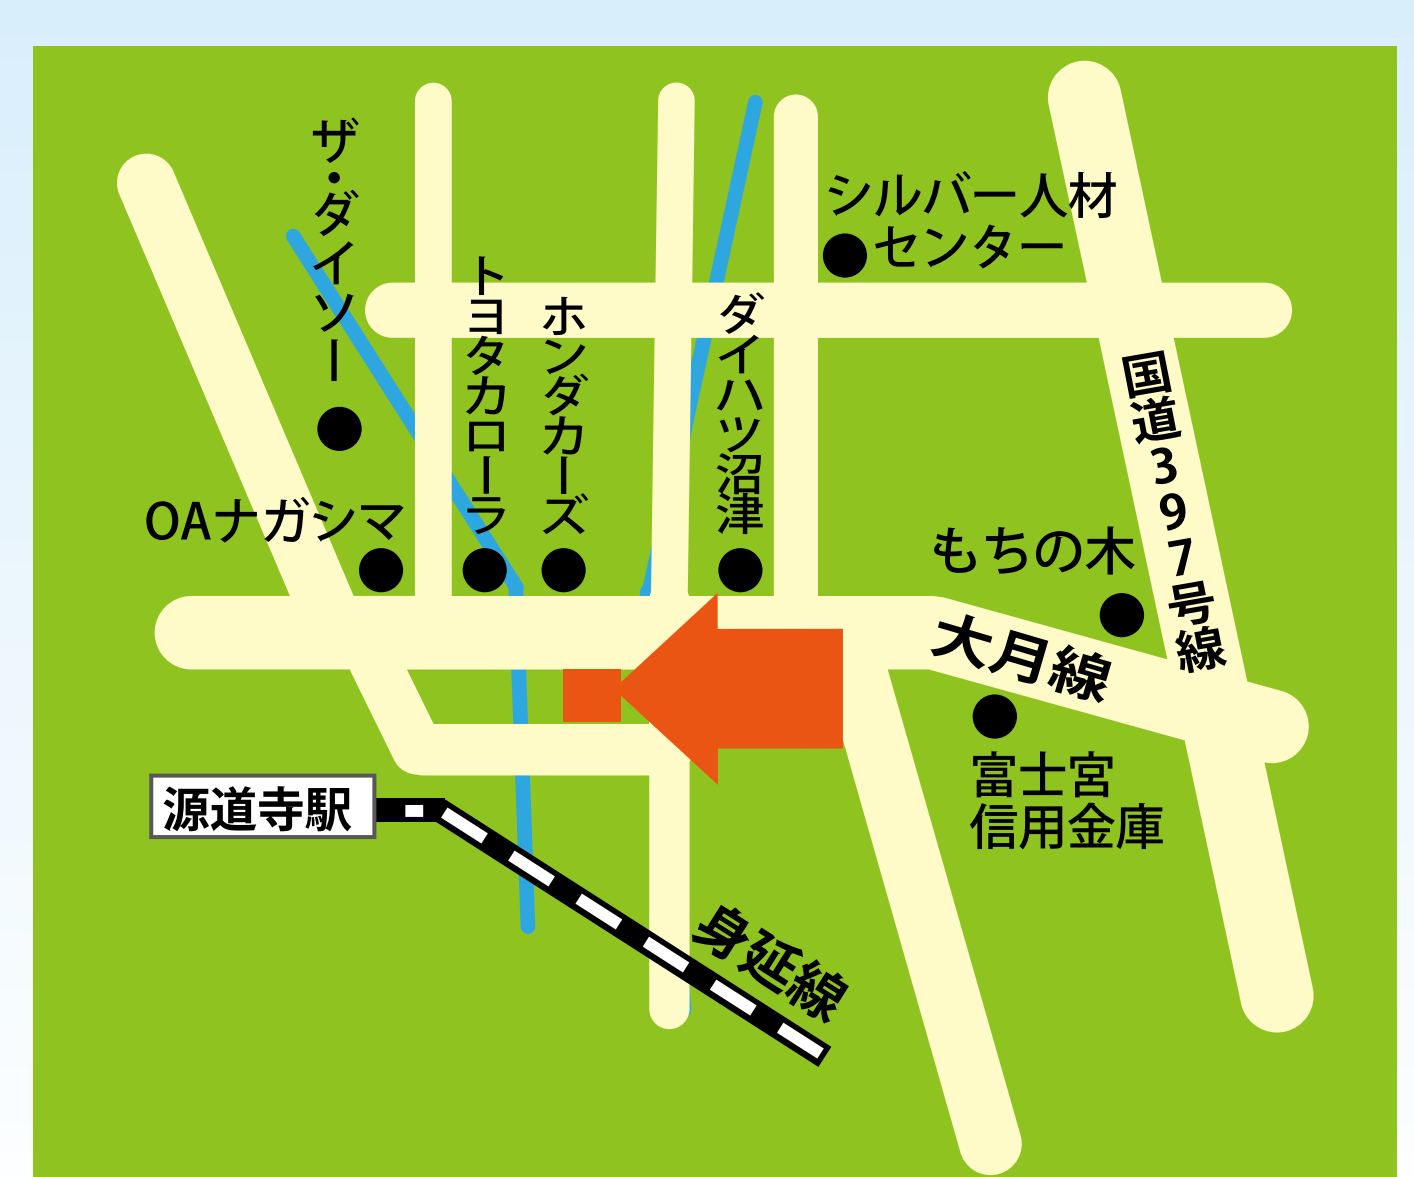 ザ・ダイソー
シルバー人材
センター
トヨタカローラ
ホンダカーズ
ダイハツ沼津
国道397号線
OAナガシマ
もちの木
大月線
富士宮
信用金庫
源道寺駅
身延線